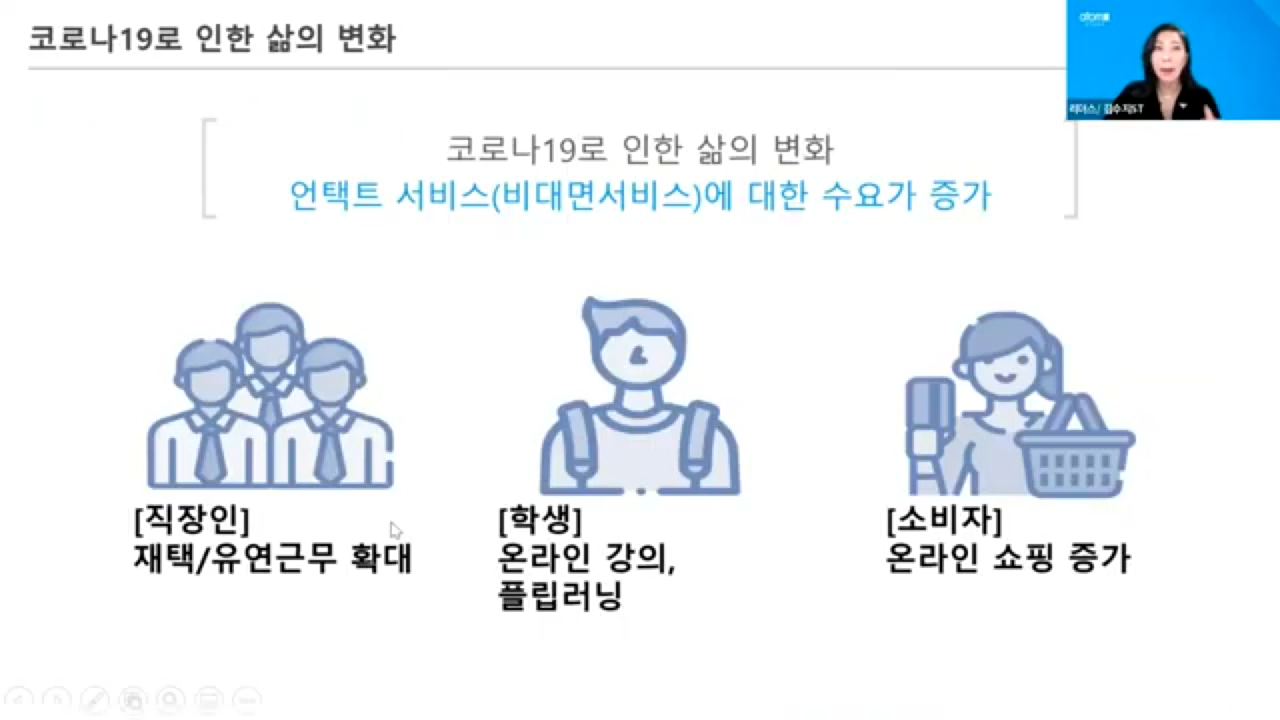 코로나19로 인한 삶의 변화
atom
코로나19로 인한 삶의 변화
언택트 서비스(비대면서비스)에 대한 수요가 증가
[직장인]
재택/유연근무 확대
[학생]
온라인 강의,
플립러닝
[소비자]
온라인 쇼핑 증가